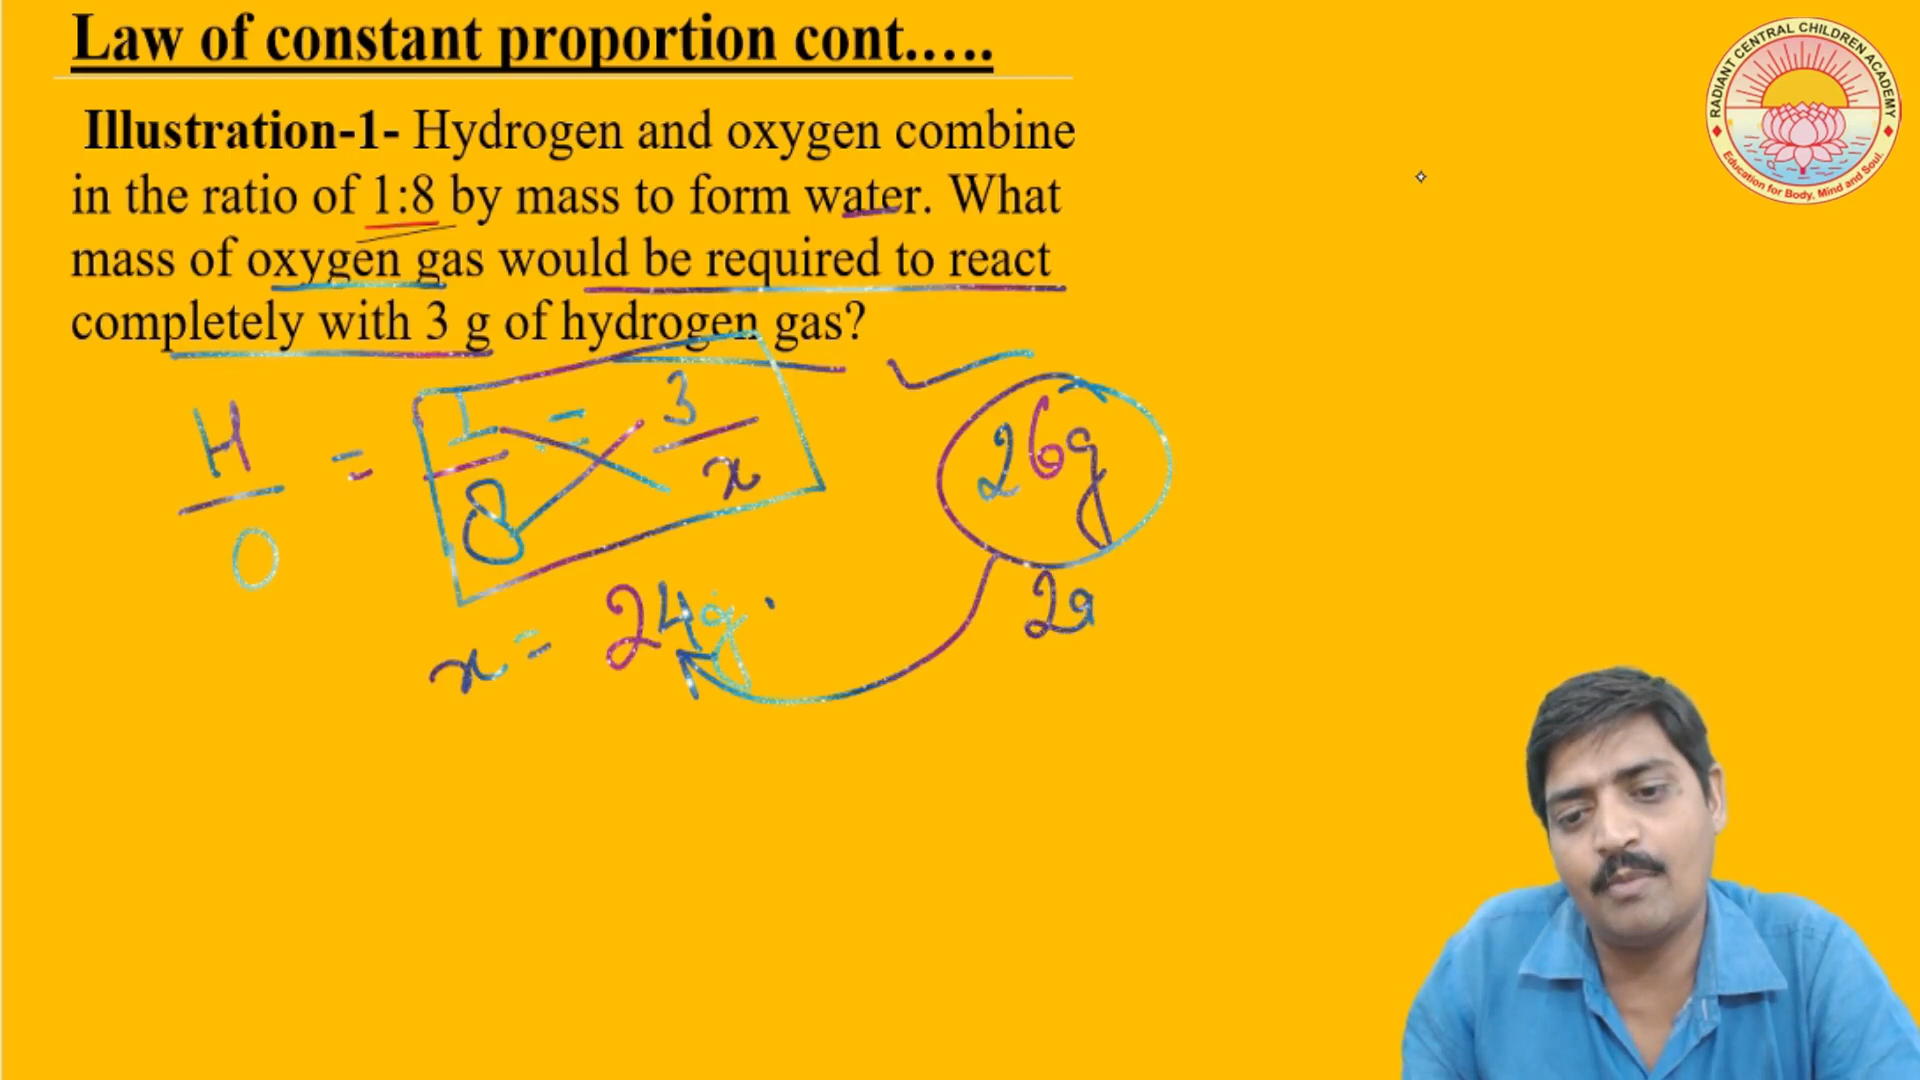 Law of constant proportion cont.....
Illustration-1- Hydrogen and oxygen combine
in the ratio of 1:8 by mass to form water. What
mass of oxygen gas would be required to react
completely with 3 g of hydrogen gas?
H/O = 1/8 = 3/x
x = 24g.
26g
2g
RADIANT CENTRAL CHILDREN ACADEMY
Education for Body, Mind and Soul.